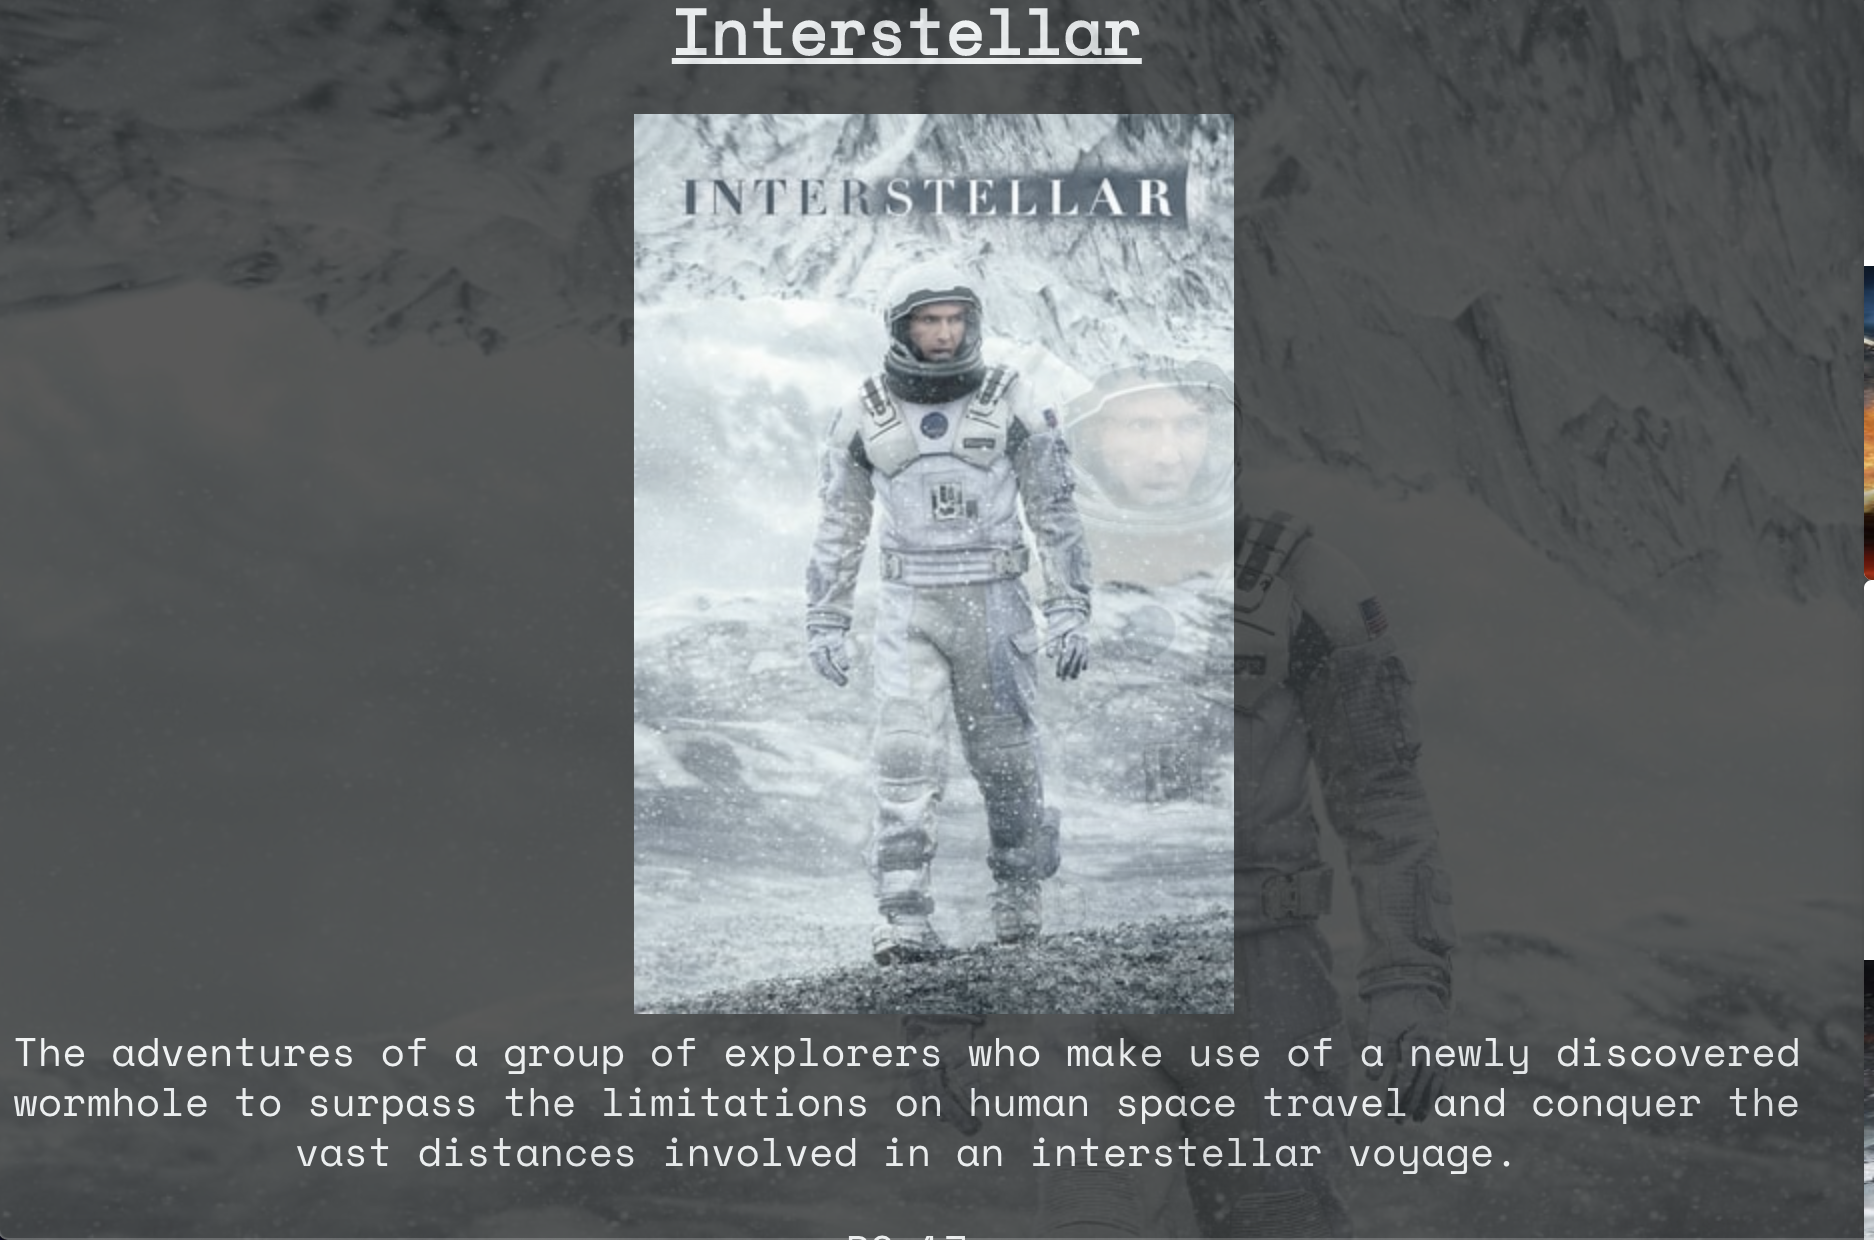 Interstellar
INTERSTELLAR
The adventures of a group of explorers who make use of a newly discovered
wormhole to surpass the limitations on human space travel and conquer the
vast distances involved in an interstellar voyage.